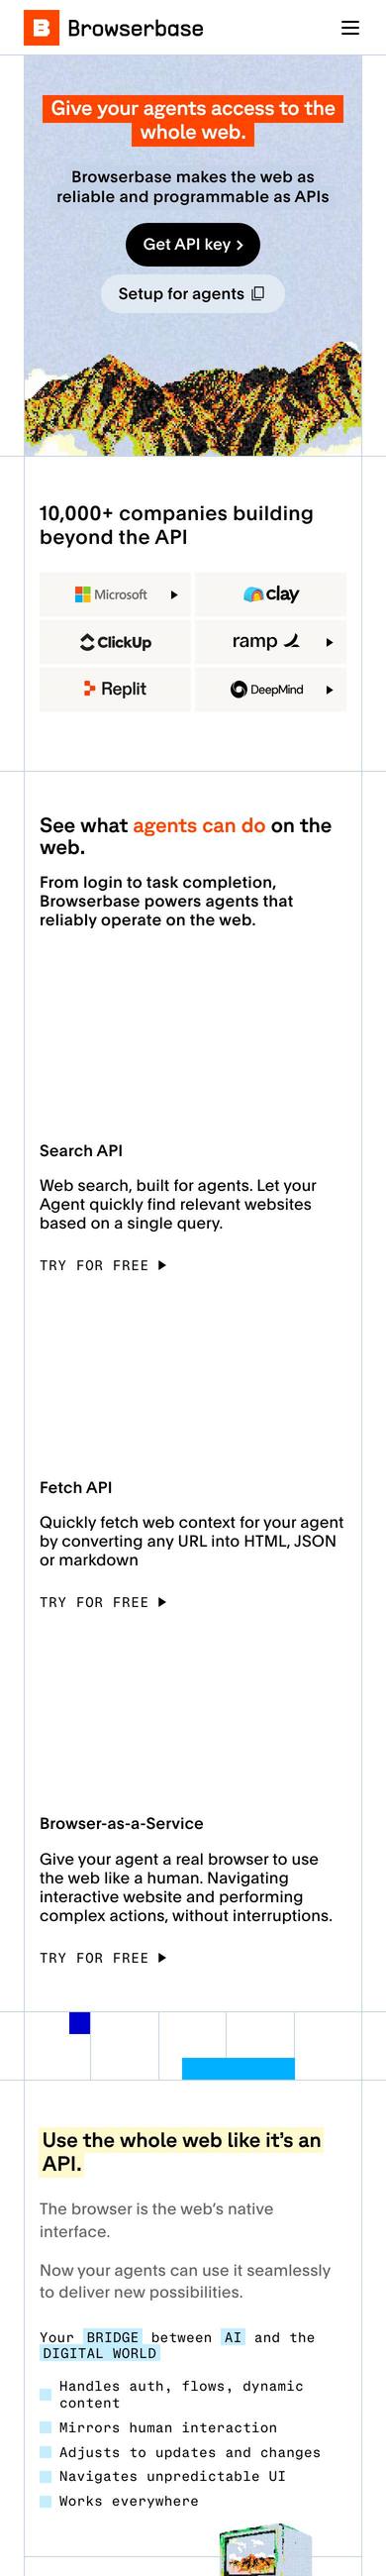 B Browserbase
Give your agents access to the
whole web.
Browserbase makes the web as
reliable and programmable as APIs
Get API key
Setup for agents
10,000+ companies building
beyond the API
Microsoft
clay
ClickUp
ramp
Replit
DeepMind
See what agents can do on the
web.
From login to task completion,
Browserbase powers agents that
reliably operate on the web.
Search API
Web search, built for agents. Let your
Agent quickly find relevant websites
based on a single query.
TRY FOR FREE
Fetch API
Quickly fetch web context for your agent
by converting any URL into HTML, JSON
or markdown
TRY FOR FREE
Browser-as-a-Service
Give your agent a real browser to use
the web like a human. Navigating
interactive website and performing
complex actions, without interruptions.
TRY FOR FREE
Use the whole web like it’s an
API.
The browser is the web’s native
interface.
Now your agents can use it seamlessly
to deliver new possibilities.
Your BRIDGE between AI and the
DIGITAL WORLD
Handles auth, flows, dynamic
content
Mirrors human interaction
Adjusts to updates and changes
Navigates unpredictable UI
Works everywhere